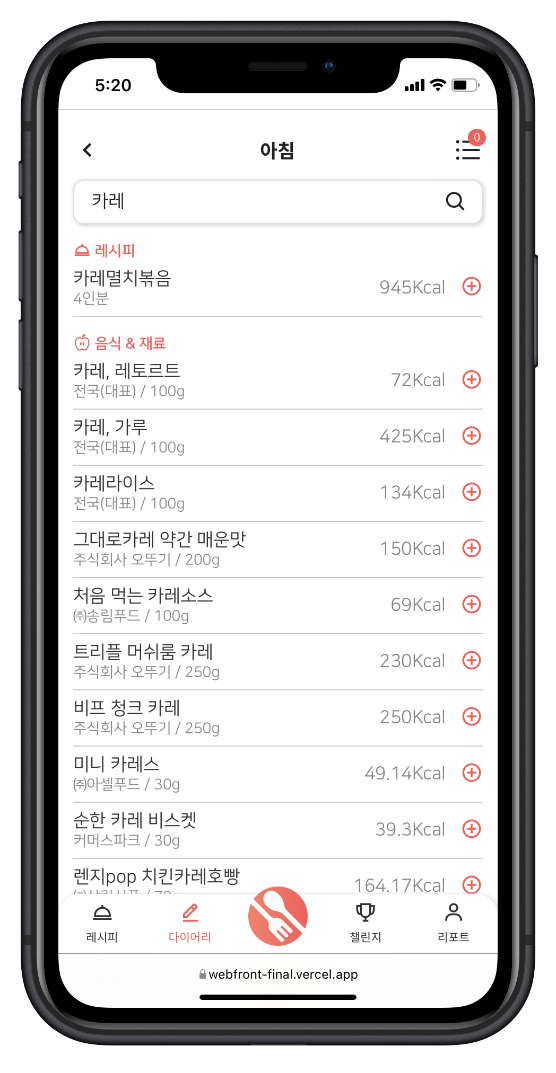 5:20
아침
0
카레
레시피
카레멸치볶음
945Kcal
4인분
음식 & 재료
카레, 레토르트
72Kcal
전국(대표) / 100g
카레, 가루
425Kcal
전국(대표) / 100g
카레라이스
134Kcal
전국(대표) / 100g
그대로카레 약간 매운맛
150Kcal
주식회사 오뚜기 / 200g
처음 먹는 카레소스
69Kcal
㈜송림푸드 / 100g
트리플 머쉬룸 카레
230Kcal
주식회사 오뚜기 / 250g
비프 청크 카레
250Kcal
주식회사 오뚜기 / 250g
미니 카레스
49.14Kcal
㈜아셀푸드 / 30g
순한 카레 비스켓
39.3Kcal
커머스파크 / 30g
렌지pop 치킨카레호빵
164.17Kcal
레시피
다이어리
챌린지
리포트
webfront-final.vercel.app